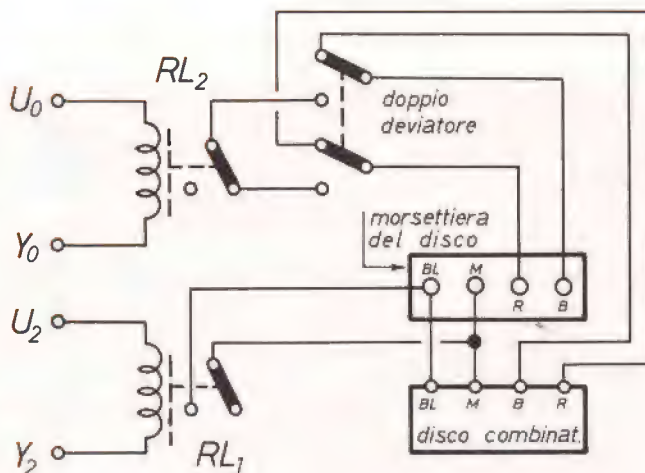 RL2
U0
doppio
deviatore
Y0
morsettiera
del disco
BL M
R B
U2
BL M B R
disco combinat.
Y2
RL1